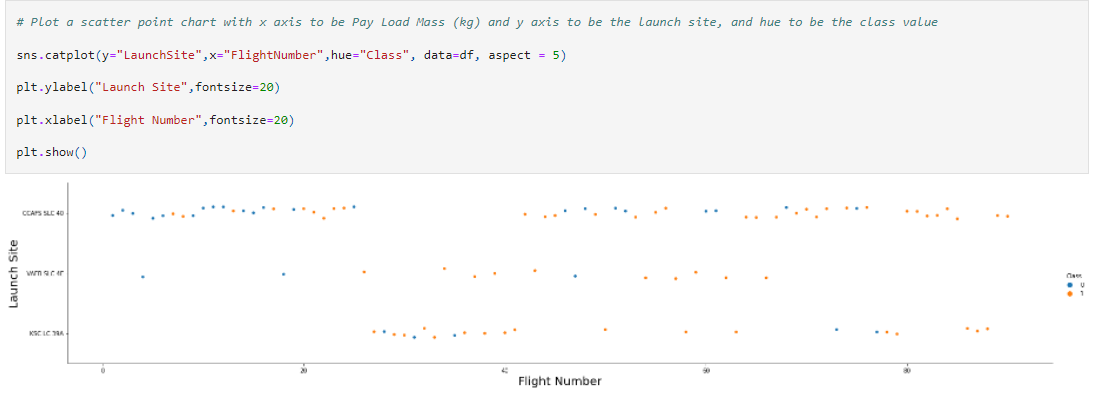 # Plot a scatter point chart with x axis to be Pay Load Mass (kg) and y axis to be the launch site, and hue to be the class value
sns.catplot(y="LaunchSite",x="FlightNumber",hue="Class", data=df, aspect = 5)
plt.ylabel("Launch Site",fontsize=20)
plt.xlabel("Flight Number",fontsize=20)
plt.show()
CCAFS SLC 40
VAFB SLC 4E
KSC LC 39A
Launch Site
Class
0
1
0 20 40 60 80
Flight Number